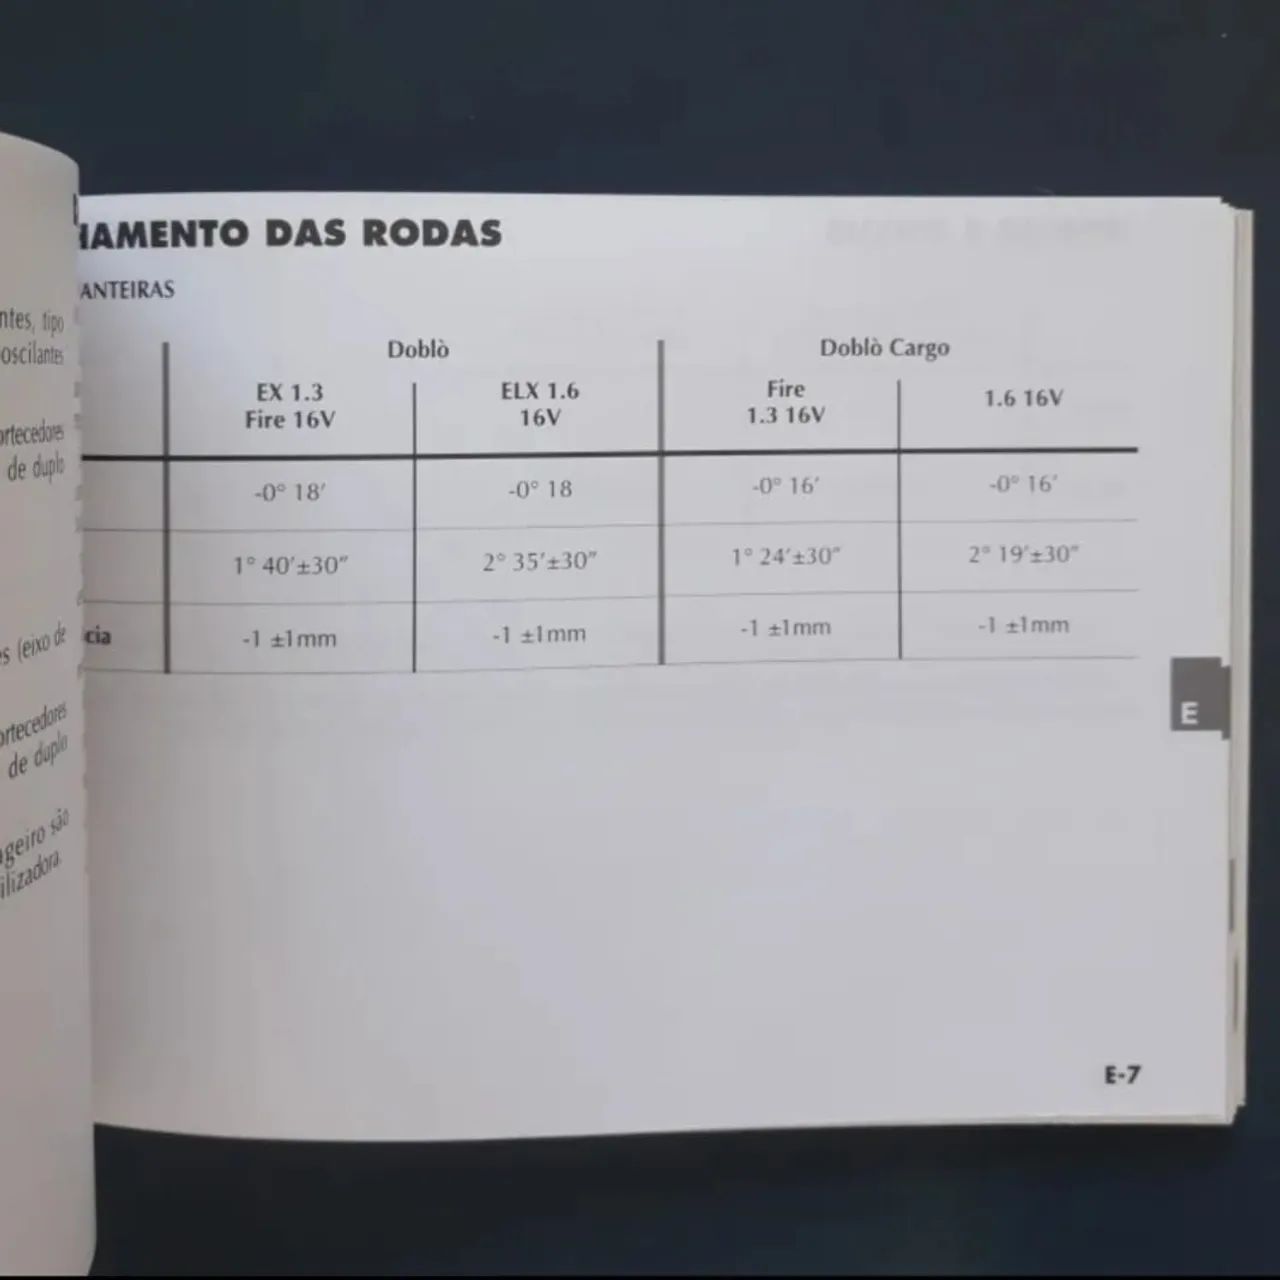 ntes, tipo
oscilantes
ortecedores
de duplo
s (eixo de
ortecedores
de duplo
ageiro são
ilizadora.
HAMENTO DAS RODAS
ANTEIRAS
Doblò Doblò Cargo
EX 1.3 ELX 1.6 Fire 1.6 16V
Fire 16V 16V 1.3 16V
-0° 18′ -0° 18 -0° 16′ -0° 16′
1° 40′±30″ 2° 35′±30″ 1° 24′±30″ 2° 19′±30″
cia -1 ±1mm -1 ±1mm -1 ±1mm -1 ±1mm
E
E-7